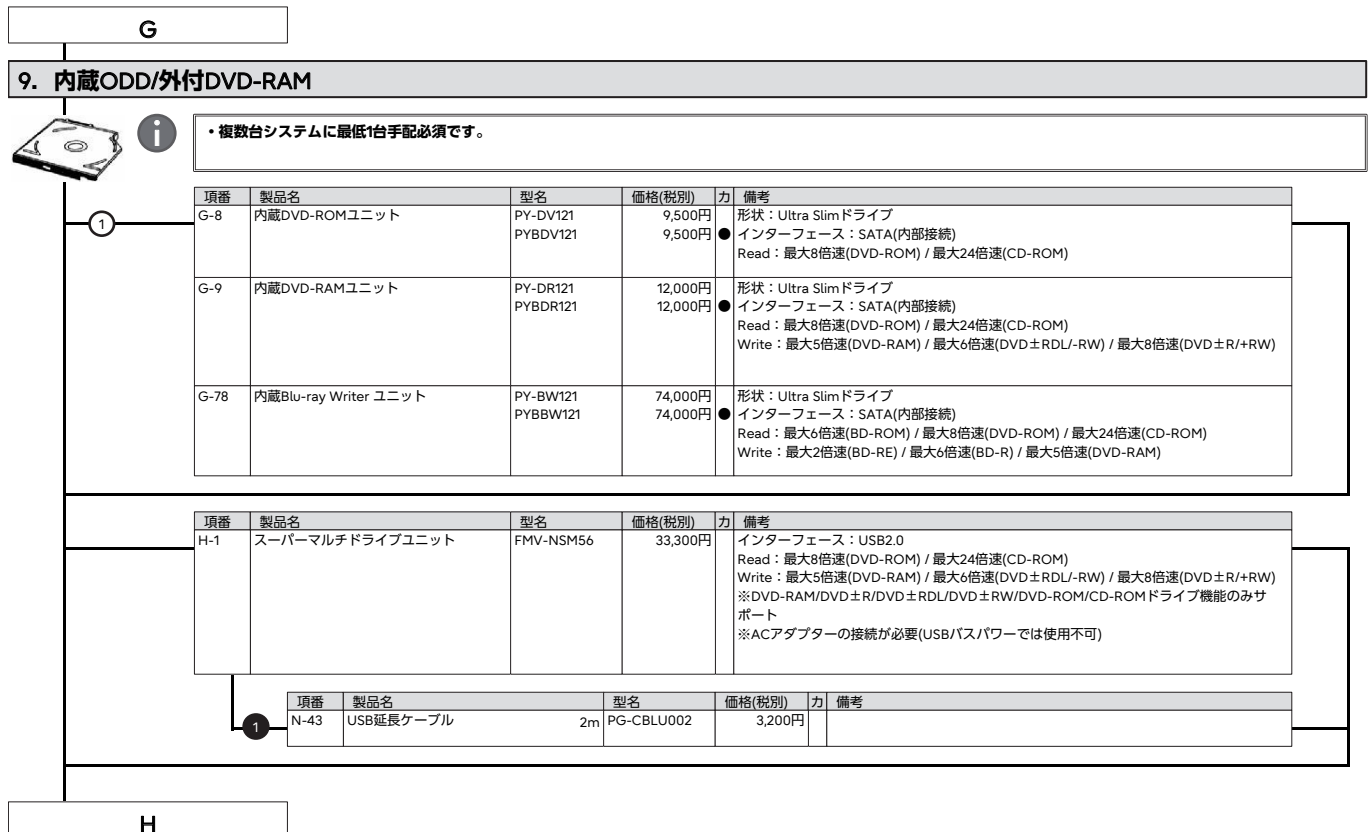 G
9. 内蔵ODD/外付DVD-RAM
i
・複数台システムに最低1台手配必須です。
項番 製品名 型名 価格(税別) カ 備考
1
G-8 内蔵DVD-ROMユニット PY-DV121 9,500円 形状：Ultra Slimドライブ
PYBDV121 9,500円 ● インターフェース：SATA(内部接続)
Read：最大8倍速(DVD-ROM) / 最大24倍速(CD-ROM)
G-9 内蔵DVD-RAMユニット PY-DR121 12,000円 形状：Ultra Slimドライブ
PYBDR121 12,000円 ● インターフェース：SATA(内部接続)
Read：最大8倍速(DVD-ROM) / 最大24倍速(CD-ROM)
Write：最大5倍速(DVD-RAM) / 最大6倍速(DVD±RDL/-RW) / 最大8倍速(DVD±R/+RW)
G-78 内蔵Blu-ray Writer ユニット PY-BW121 74,000円 形状：Ultra Slimドライブ
PYBBW121 74,000円 ● インターフェース：SATA(内部接続)
Read：最大6倍速(BD-ROM) / 最大8倍速(DVD-ROM) / 最大24倍速(CD-ROM)
Write：最大2倍速(BD-RE) / 最大6倍速(BD-R) / 最大5倍速(DVD-RAM)
項番 製品名 型名 価格(税別) カ 備考
H-1 スーパーマルチドライブユニット FMV-NSM56 33,300円 インターフェース：USB2.0
Read：最大8倍速(DVD-ROM) / 最大24倍速(CD-ROM)
Write：最大5倍速(DVD-RAM) / 最大6倍速(DVD±RDL/-RW) / 最大8倍速(DVD±R/+RW)
※DVD-RAM/DVD±R/DVD±RDL/DVD±RW/DVD-ROM/CD-ROMドライブ機能のみサ
ポート
※ACアダプターの接続が必要(USBバスパワーでは使用不可)
項番 製品名 型名 価格(税別) カ 備考
1
N-43 USB延長ケーブル 2m PG-CBLU002 3,200円
H